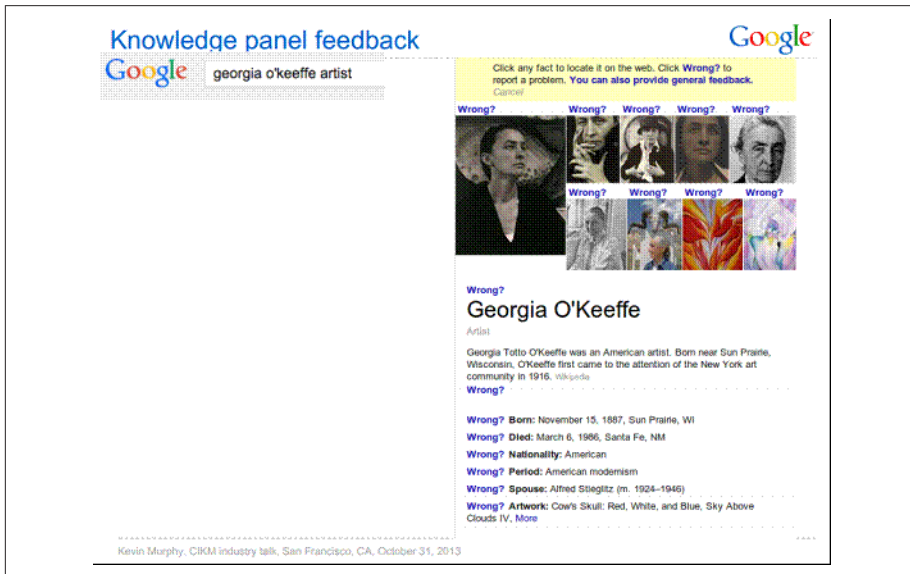 Knowledge panel feedback
Google
Google
georgia o'keeffe artist
Click any fact to locate it on the web. Click Wrong? to
report a problem. You can also provide general feedback.
Cancel
Wrong? Wrong? Wrong? Wrong? Wrong?
Wrong? Wrong? Wrong? Wrong?
Wrong?
Georgia O'Keeffe
Artist
Georgia Totto O'Keeffe was an American artist. Born near Sun Prairie,
Wisconsin, O'Keeffe first came to the attention of the New York art
community in 1916. Wikipedia
Wrong?
Wrong? Born: November 15, 1887, Sun Prairie, WI
Wrong? Died: March 6, 1986, Santa Fe, NM
Wrong? Nationality: American
Wrong? Period: American modernism
Wrong? Spouse: Alfred Stieglitz (m. 1924–1946)
Wrong? Artwork: Cow's Skull: Red, White, and Blue, Sky Above
Clouds IV, More
Kevin Murphy, CIKM industry talk, San Francisco, CA, October 31, 2013